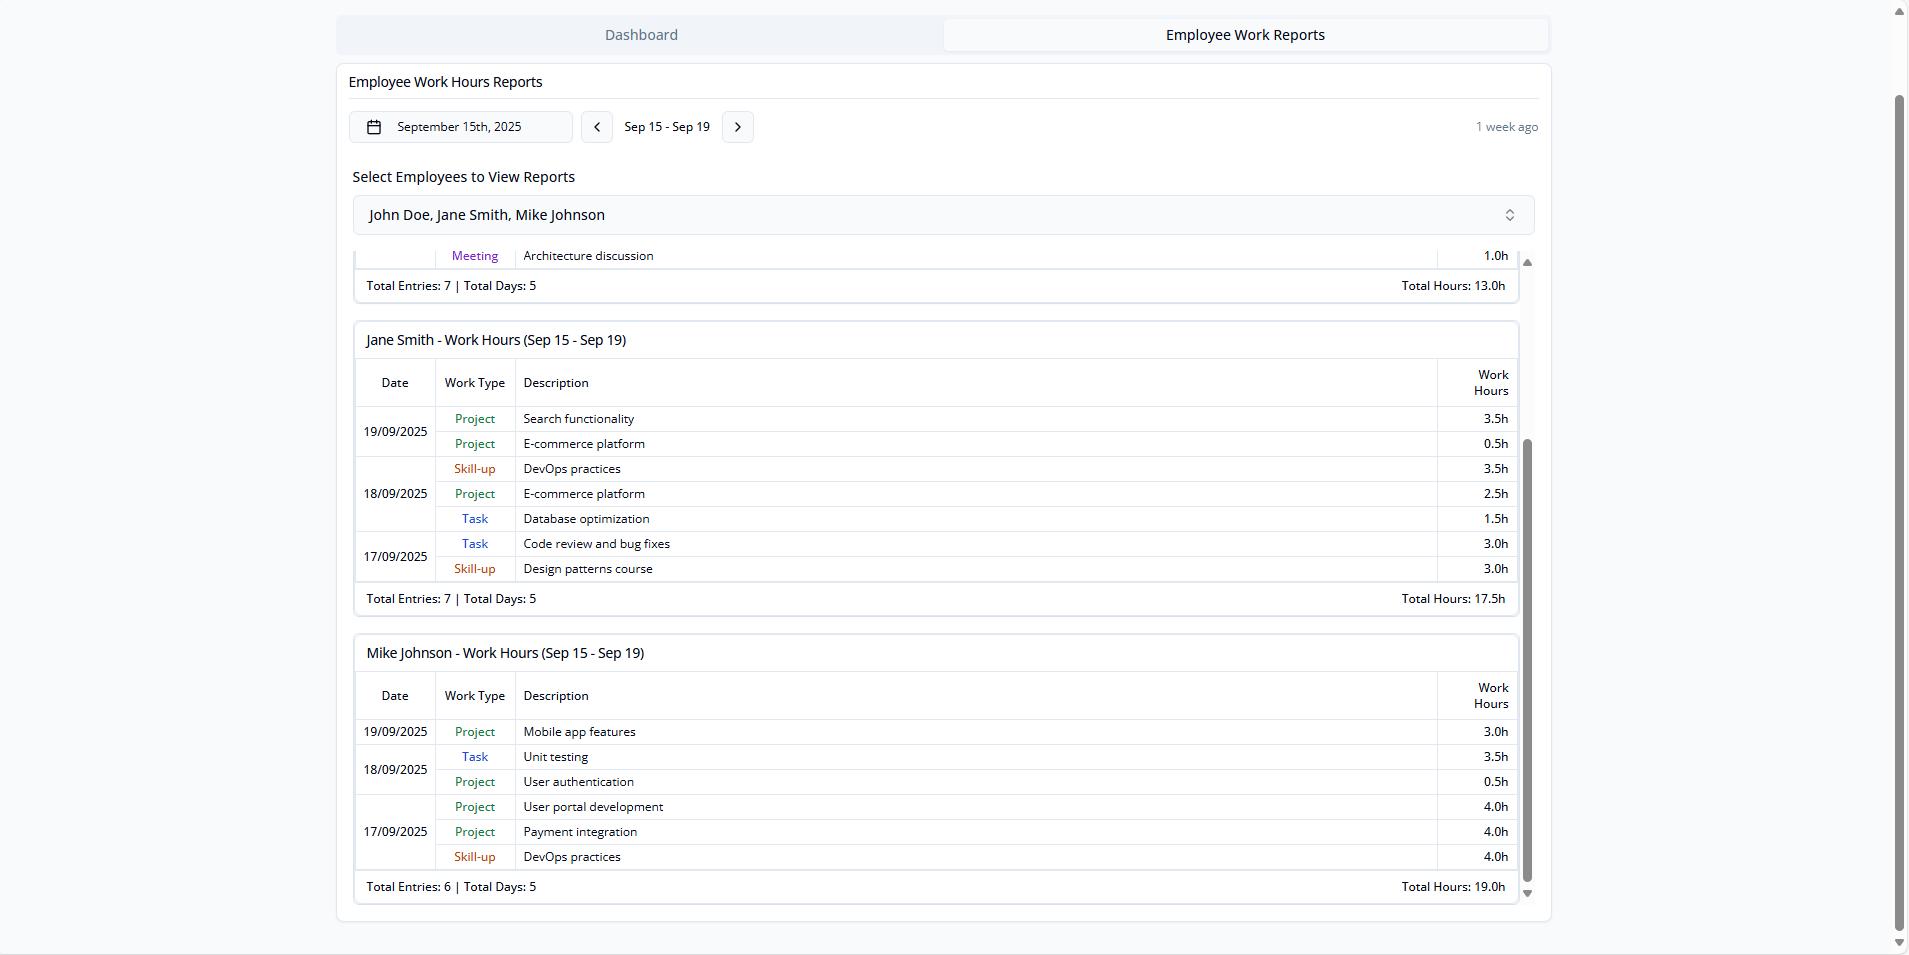 Dashboard
Employee Work Reports
Employee Work Hours Reports
September 15th, 2025
Sep 15 - Sep 19
1 week ago
Select Employees to View Reports
John Doe, Jane Smith, Mike Johnson
Meeting Architecture discussion 1.0h
Total Entries: 7 | Total Days: 5 Total Hours: 13.0h
Jane Smith - Work Hours (Sep 15 - Sep 19)
Date Work Type Description Work Hours
19/09/2025 Project Search functionality 3.5h
Project E-commerce platform 0.5h
18/09/2025 Skill-up DevOps practices 3.5h
Project E-commerce platform 2.5h
Task Database optimization 1.5h
17/09/2025 Task Code review and bug fixes 3.0h
Skill-up Design patterns course 3.0h
Total Entries: 7 | Total Days: 5 Total Hours: 17.5h
Mike Johnson - Work Hours (Sep 15 - Sep 19)
Date Work Type Description Work Hours
19/09/2025 Project Mobile app features 3.0h
18/09/2025 Task Unit testing 3.5h
Project User authentication 0.5h
17/09/2025 Project User portal development 4.0h
Project Payment integration 4.0h
Skill-up DevOps practices 4.0h
Total Entries: 6 | Total Days: 5 Total Hours: 19.0h